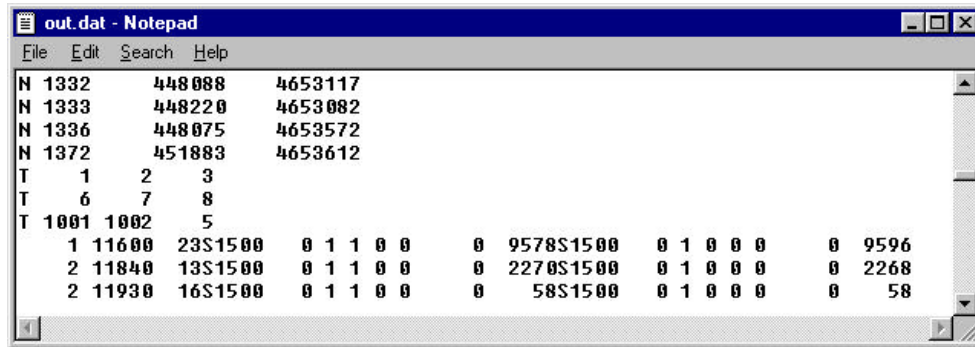 out.dat - Notepad
File Edit Search Help
N 1332 448088 4653117
N 1333 448220 4653082
N 1336 448075 4653572
N 1372 451883 4653612
T 1 2 3
T 6 7 8
T 1001 1002 5
1 11600 23S1500 0 1 1 0 0 0 9578S1500 0 1 0 0 0 0 9596
2 11840 13S1500 0 1 1 0 0 0 2270S1500 0 1 0 0 0 0 2268
2 11930 16S1500 0 1 1 0 0 0 58S1500 0 1 0 0 0 0 58